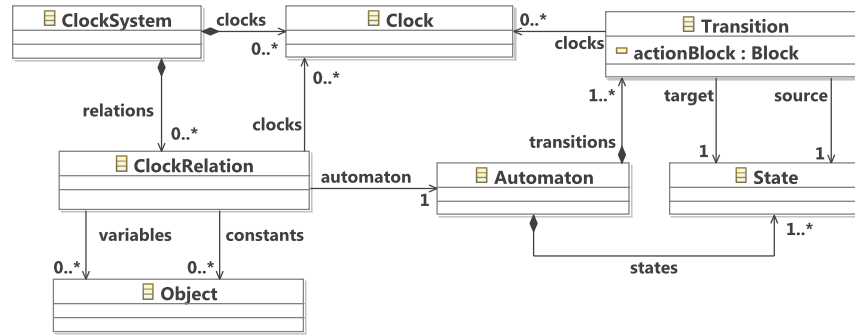 ClockSystem
clocks
0..*
Clock
0..*
clocks
Transition
actionBlock : Block
relations
0..*
clocks
0..*
1..*
transitions
target
1
source
1
ClockRelation
automaton
1
Automaton
State
variables
0..*
constants
0..*
states
1..*
Object